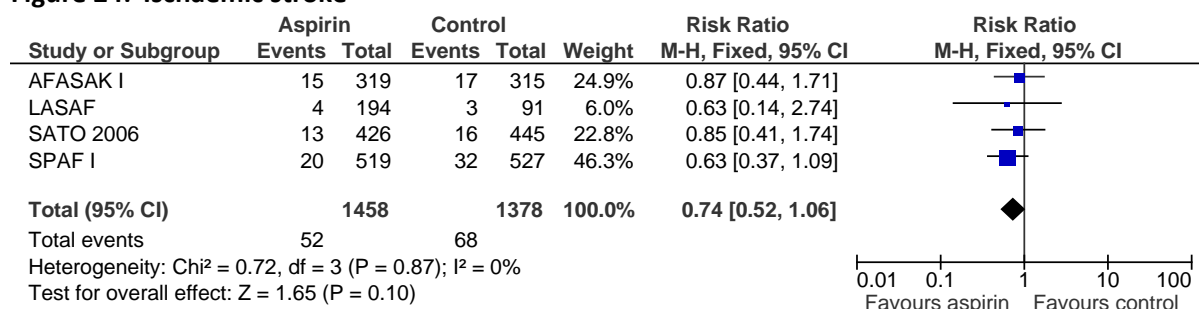 Aspirin Control Risk Ratio Risk Ratio
Study or Subgroup Events Total Events Total Weight M-H, Fixed, 95% CI M-H, Fixed, 95% CI
AFASAK I 15 319 17 315 24.9% 0.87 [0.44, 1.71]
LASAF 4 194 3 91 6.0% 0.63 [0.14, 2.74]
SATO 2006 13 426 16 445 22.8% 0.85 [0.41, 1.74]
SPAF I 20 519 32 527 46.3% 0.63 [0.37, 1.09]
Total (95% CI) 1458 1378 100.0% 0.74 [0.52, 1.06]
Total events 52 68
Heterogeneity: Chi² = 0.72, df = 3 (P = 0.87); I² = 0%
Test for overall effect: Z = 1.65 (P = 0.10)
0.01 0.1 1 10 100
Favours aspirin Favours control